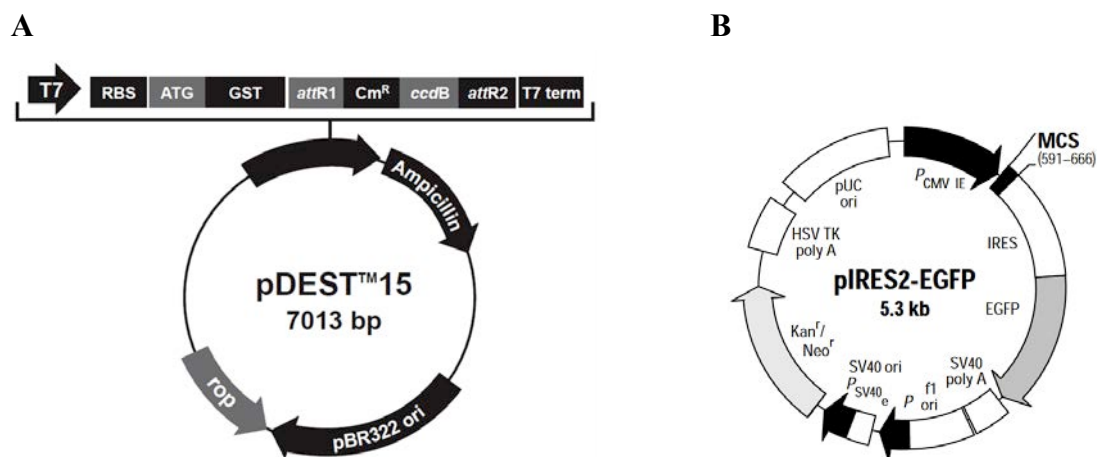 A
T7 RBS ATG GST attR1 Cmᴿ ccdB attR2 T7 term
Ampicillin
pBR322 ori
rop
pDEST™15
7013 bp
B
MCS
(591–666)
P CMV IE
IRES
EGFP
SV40
poly A
f1
ori
P
SV40 ori
P SV40 e
Kanʳ/
Neoʳ
HSV TK
poly A
pUC
ori
pIRES2-EGFP
5.3 kb